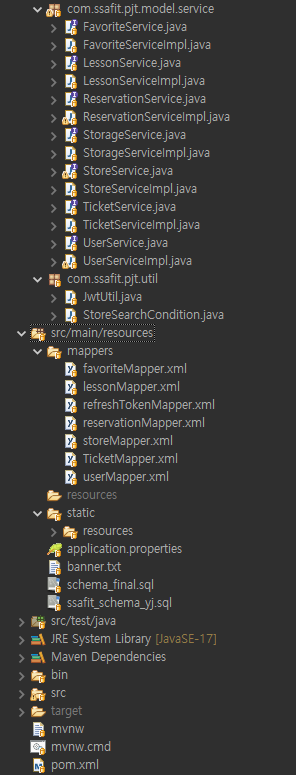 com.ssafit.pjt.model.service
FavoriteService.java
FavoriteServiceImpl.java
LessonService.java
LessonServiceImpl.java
ReservationService.java
ReservationServiceImpl.java
StorageService.java
StorageServiceImpl.java
StoreService.java
StoreServiceImpl.java
TicketService.java
TicketServiceImpl.java
UserService.java
UserServiceImpl.java
com.ssafit.pjt.util
JwtUtil.java
StoreSearchCondition.java
src/main/resources
mappers
favoriteMapper.xml
lessonMapper.xml
refreshTokenMapper.xml
reservationMapper.xml
storeMapper.xml
TicketMapper.xml
userMapper.xml
resources
static
resources
application.properties
banner.txt
schema_final.sql
ssafit_schema_yj.sql
src/test/java
JRE System Library [JavaSE-17]
Maven Dependencies
bin
src
target
mvnw
mvnw.cmd
pom.xml